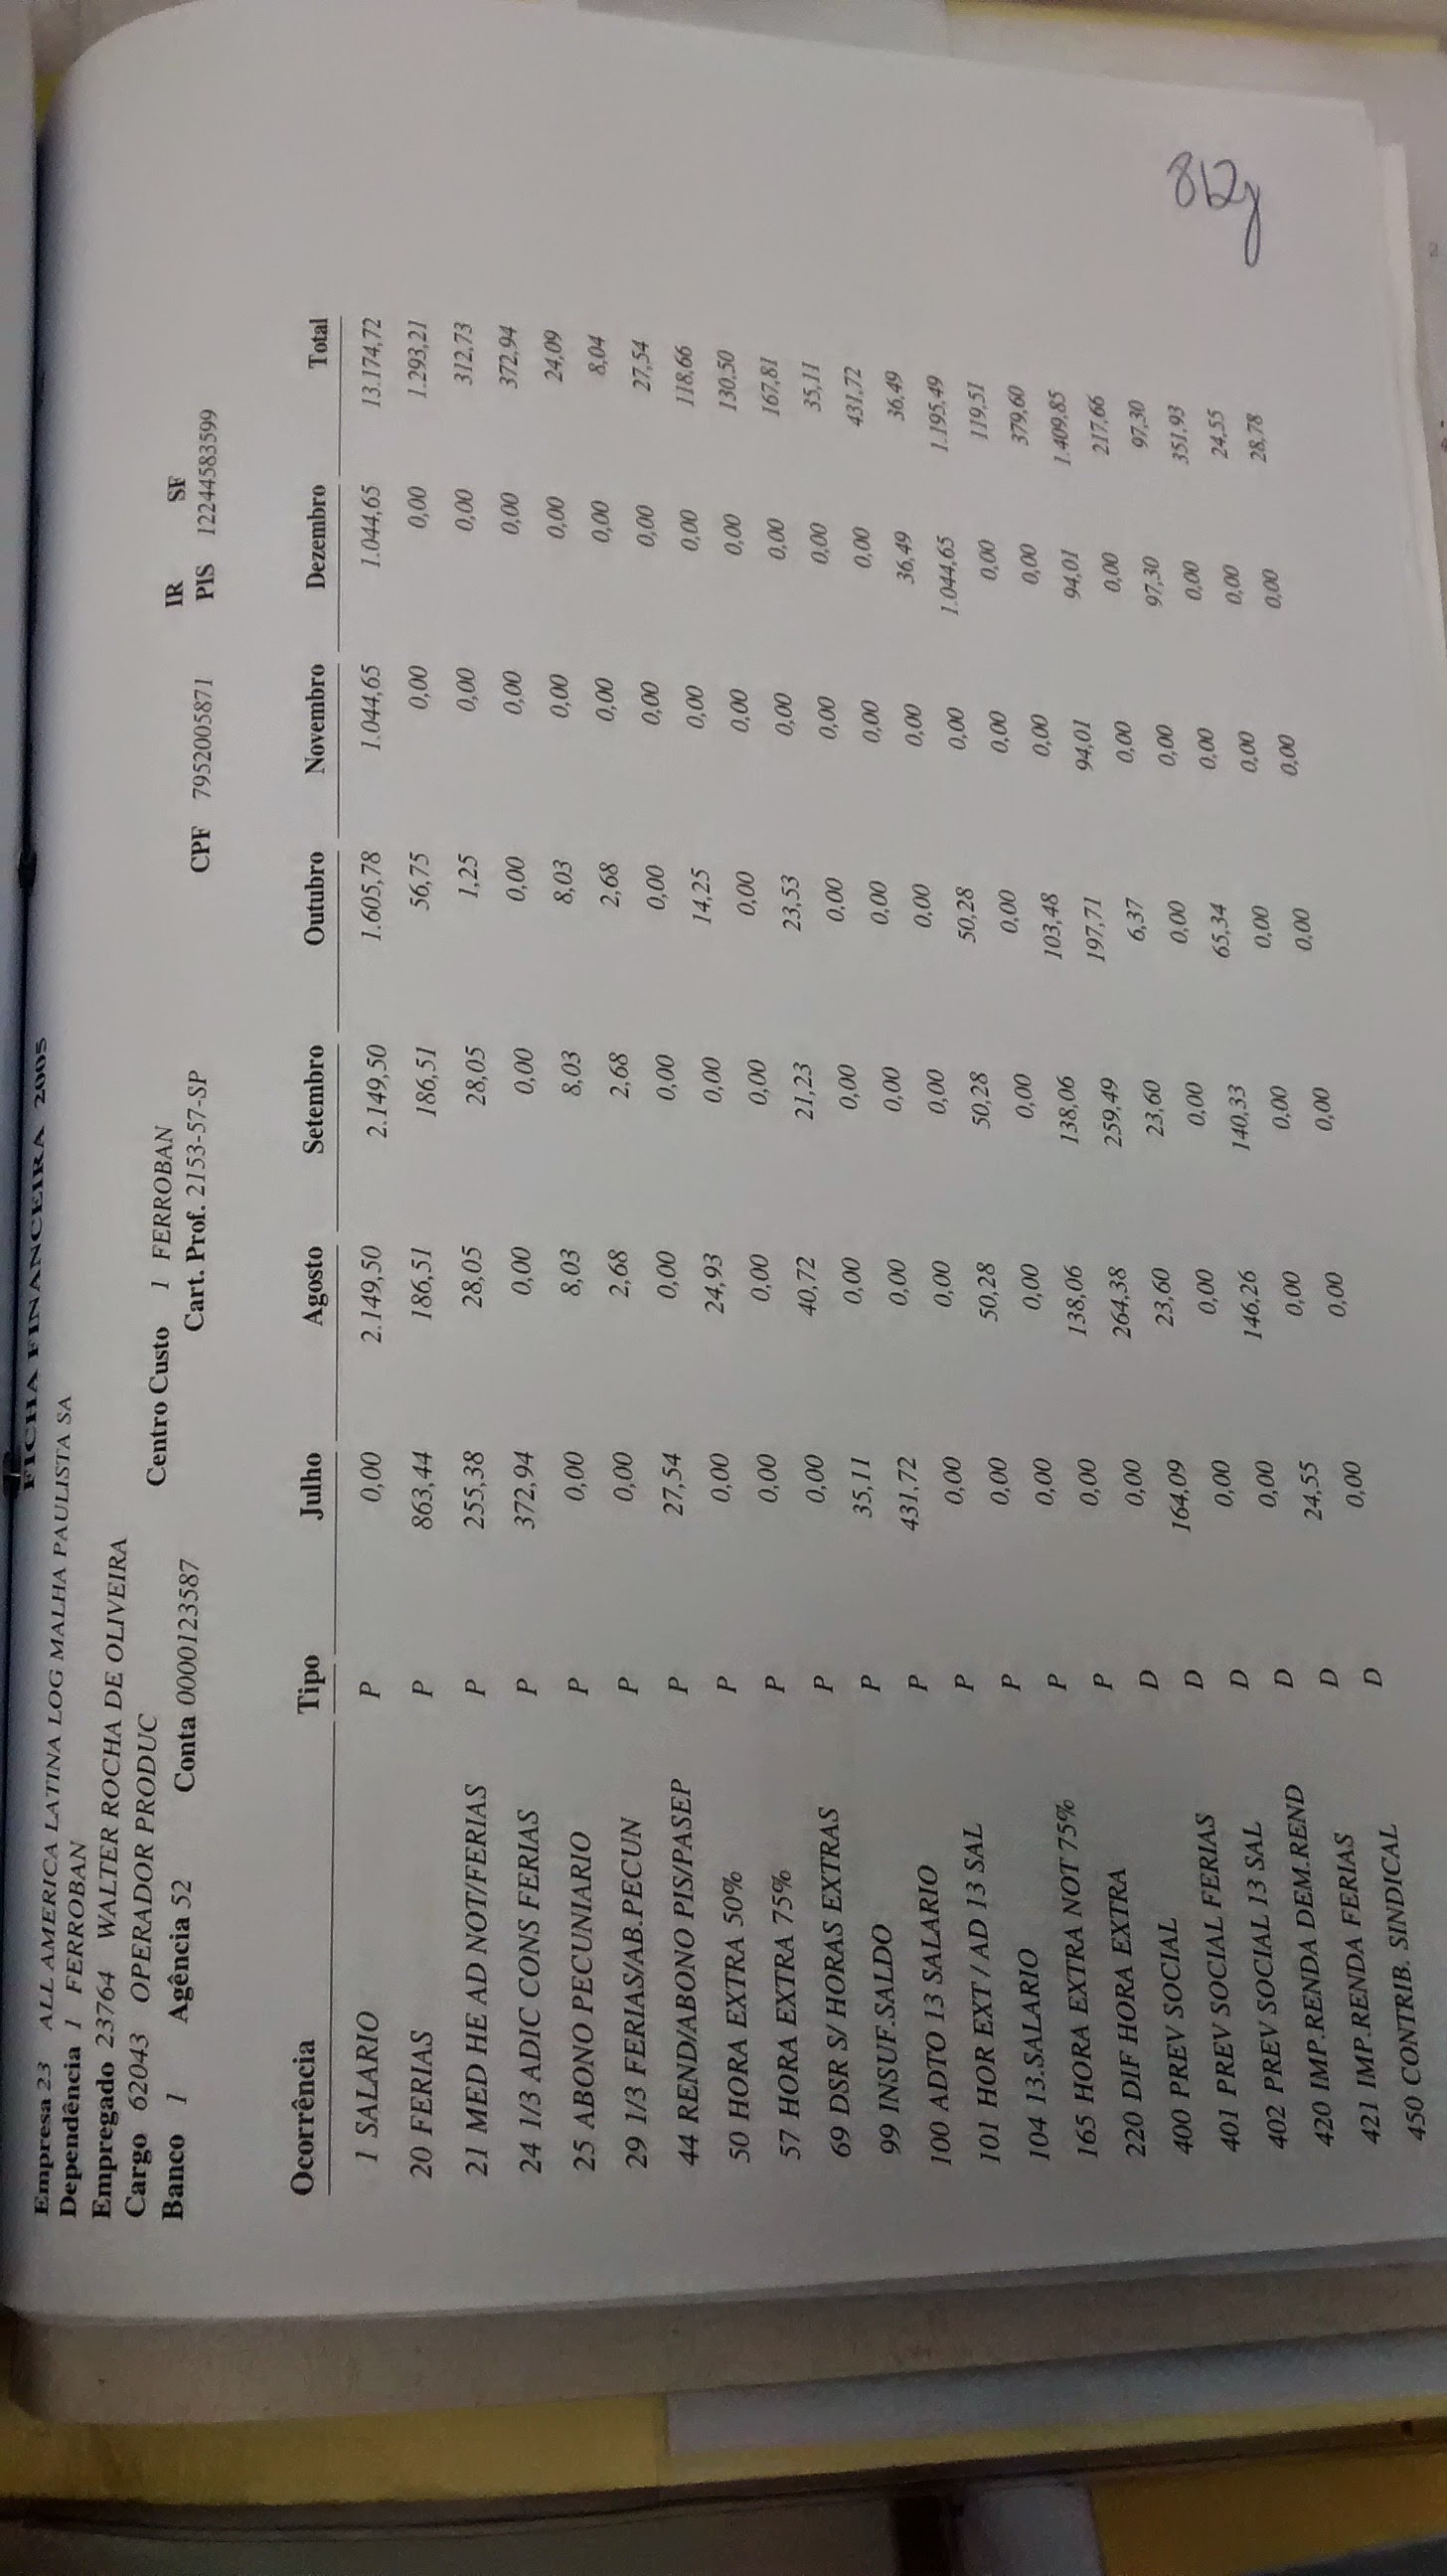 FICHA FINANCEIRA 2005
Empresa 23 ALL AMERICA LATINA LOG MALHA PAULISTA SA
Dependência 1 FERROBAN
Empregado 23764 WALTER ROCHA DE OLIVEIRA
Cargo 62043 OPERADOR PRODUC Centro Custo 1 FERROBAN IR SF
Banco 1 Agência 52 Conta 0000123587 Cart. Prof. 2153-57-SP CPF 7952005871 PIS 12244583599
Ocorrência Tipo Julho Agosto Setembro Outubro Novembro Dezembro Total
1 SALARIO P 0,00 2.149,50 2.149,50 1.605,78 1.044,65 1.044,65 13.174,72
20 FERIAS P 863,44 186,51 186,51 56,75 0,00 0,00 1.293,21
21 MED HE AD NOT/FERIAS P 255,38 28,05 28,05 1,25 0,00 0,00 312,73
24 1/3 ADIC CONS FERIAS P 372,94 0,00 0,00 0,00 0,00 0,00 372,94
25 ABONO PECUNIARIO P 0,00 8,03 8,03 8,03 0,00 0,00 24,09
29 1/3 FERIAS/AB.PECUN P 0,00 2,68 2,68 2,68 0,00 0,00 8,04
44 REND/ABONO PIS/PASEP P 27,54 0,00 0,00 0,00 0,00 0,00 27,54
50 HORA EXTRA 50% P 0,00 24,93 0,00 14,25 0,00 0,00 118,66
57 HORA EXTRA 75% P 0,00 0,00 0,00 0,00 0,00 0,00 130,50
69 DSR S/ HORAS EXTRAS P 0,00 40,72 21,23 23,53 0,00 0,00 167,81
99 INSUF.SALDO P 35,11 0,00 0,00 0,00 0,00 0,00 35,11
100 ADTO 13 SALARIO P 431,72 0,00 0,00 0,00 0,00 0,00 431,72
101 HOR EXT / AD 13 SAL P 0,00 0,00 0,00 0,00 0,00 36,49 36,49
104 13.SALARIO P 0,00 50,28 50,28 50,28 0,00 1.044,65 1.195,49
165 HORA EXTRA NOT 75% P 0,00 0,00 0,00 0,00 0,00 0,00 119,51
220 DIF HORA EXTRA P 0,00 138,06 138,06 103,48 0,00 0,00 379,60
400 PREV SOCIAL D 0,00 264,38 259,49 197,71 94,01 94,01 1.409,85
401 PREV SOCIAL FERIAS D 164,09 23,60 23,60 6,37 0,00 0,00 217,66
402 PREV SOCIAL 13 SAL D 0,00 0,00 0,00 0,00 0,00 97,30 97,30
420 IMP.RENDA DEM.REND D 0,00 146,26 140,33 65,34 0,00 0,00 351,93
421 IMP.RENDA FERIAS D 24,55 0,00 0,00 0,00 0,00 0,00 24,55
450 CONTRIB. SINDICAL D 0,00 0,00 0,00 0,00 0,00 0,00 28,78
812